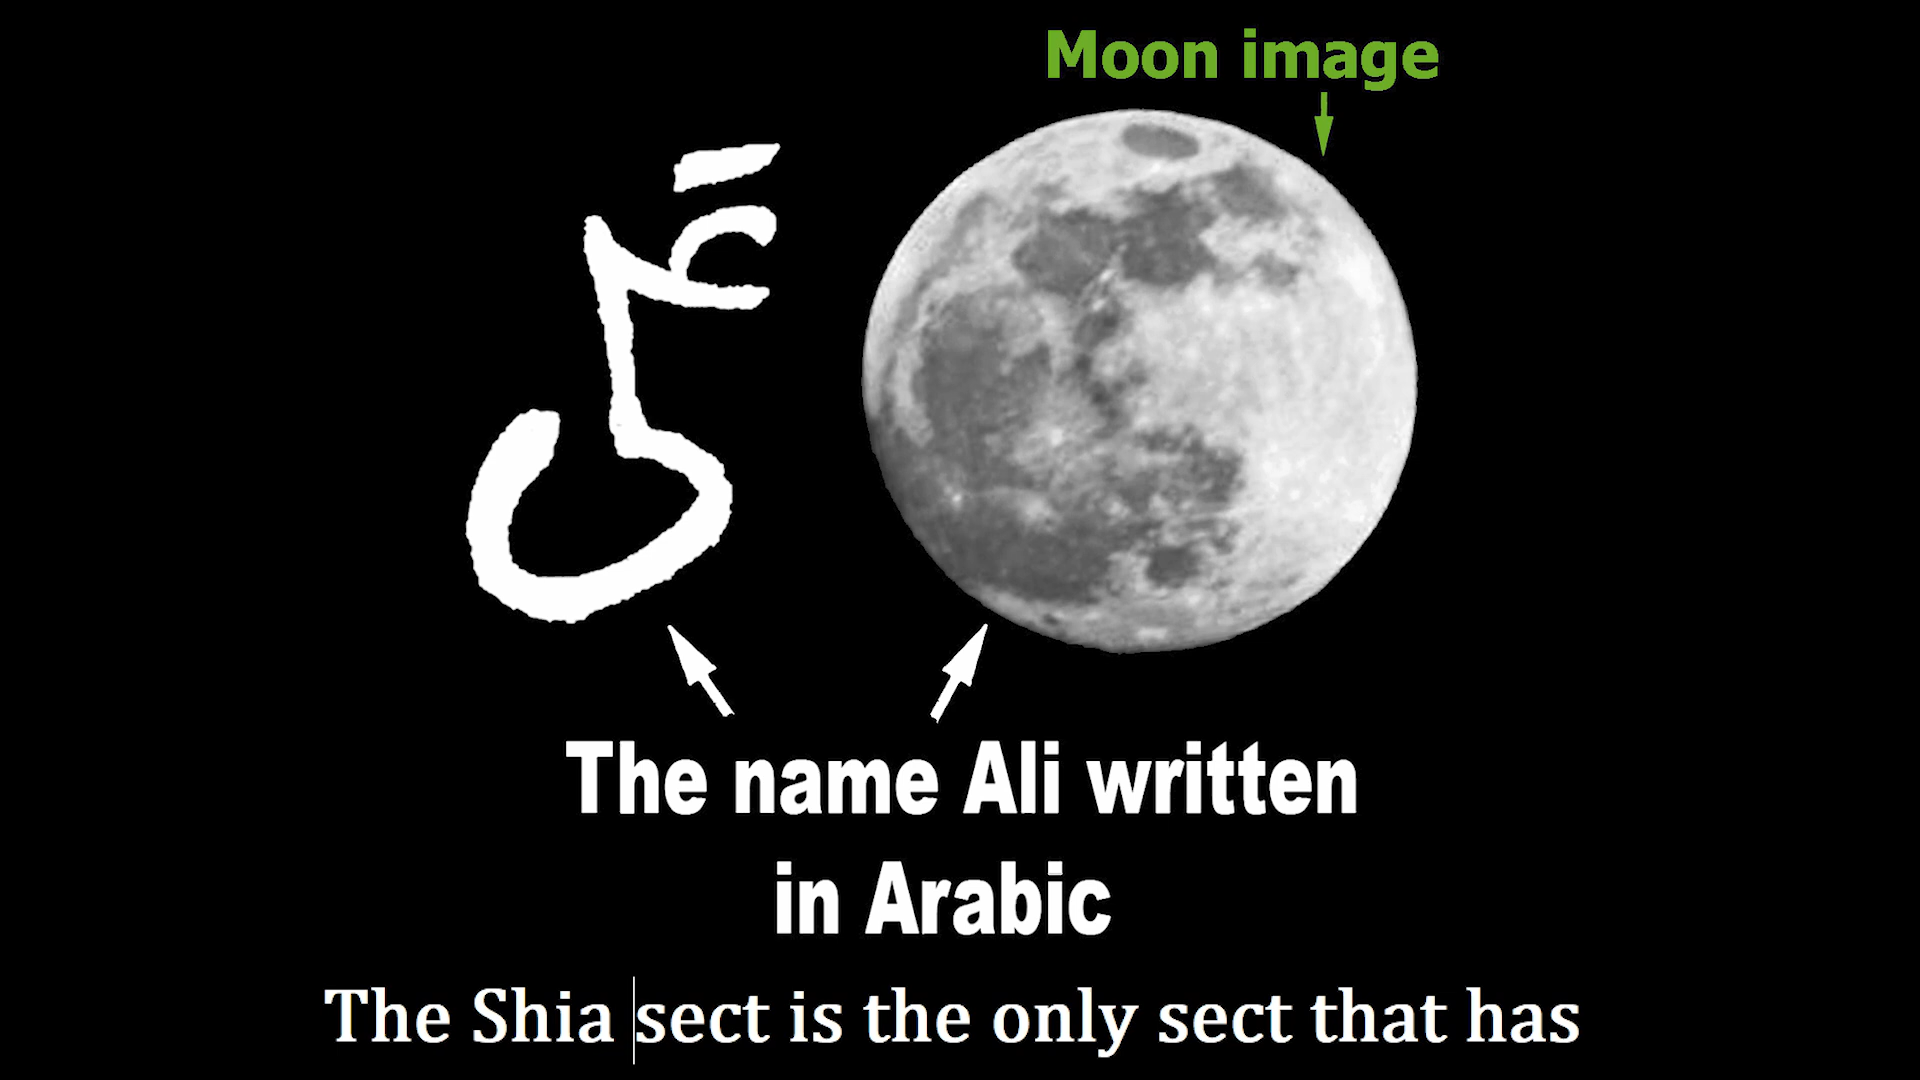 Moon image
عليّ
The name Ali written
in Arabic
The Shia sect is the only sect that has